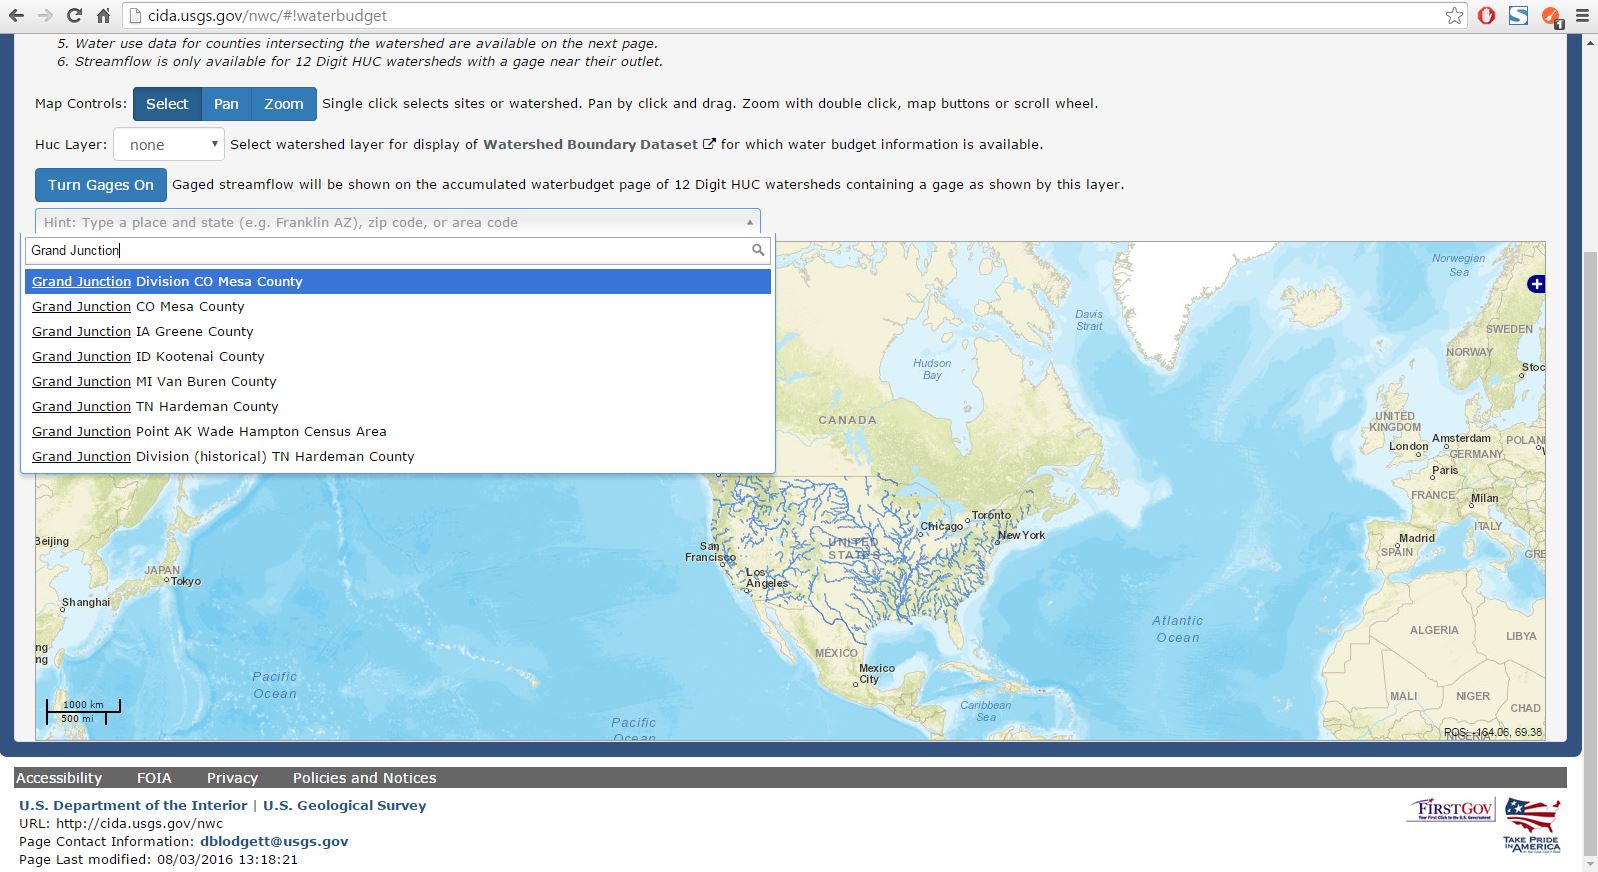 cida.usgs.gov/nwc/#!waterbudget
5. Water use data for counties intersecting the watershed are available on the next page.
6. Streamflow is only available for 12 Digit HUC watersheds with a gage near their outlet.
Map Controls: Select Pan Zoom Single click selects sites or watershed. Pan by click and drag. Zoom with double click, map buttons or scroll wheel.
Huc Layer: none Select watershed layer for display of Watershed Boundary Dataset for which water budget information is available.
Turn Gages On Gaged streamflow will be shown on the accumulated waterbudget page of 12 Digit HUC watersheds containing a gage as shown by this layer.
Hint: Type a place and state (e.g. Franklin AZ), zip code, or area code
Grand Junction
Grand Junction Division CO Mesa County
Grand Junction CO Mesa County
Grand Junction IA Greene County
Grand Junction ID Kootenai County
Grand Junction MI Van Buren County
Grand Junction TN Hardeman County
Grand Junction Point AK Wade Hampton Census Area
Grand Junction Division (historical) TN Hardeman County
Norwegian
Sea
Davis
Strait
SWEDEN
NORWAY
Stoc
Hudson
Bay
CANADA
UNITED
KINGDOM
London
Amsterdam
POLAN
GERMANY
Paris
FRANCE
Milan
ITALY
Madrid
SPAIN
GRE
Chicago
Toronto
New York
UNITED
STATES
San
Francisco
Los
Angeles
Beijing
JAPAN
Tokyo
Shanghai
ng
ng
Atlantic
Ocean
ALGERIA
LIBYA
MÉXICO
Mexico
City
Pacific
Ocean
Caribbean
Sea
MALI
NIGER
CHAD
NIGERIA
1000 km
500 mi
Pacific
Ocean
POS: -164.06, 69.38
Accessibility FOIA Privacy Policies and Notices
U.S. Department of the Interior | U.S. Geological Survey
URL: http://cida.usgs.gov/nwc
Page Contact Information: dblodgett@usgs.gov
Page Last modified: 08/03/2016 13:18:21
FIRSTGOV
Your First Click to the U.S. Government
TAKE PRIDE
IN AMERICA